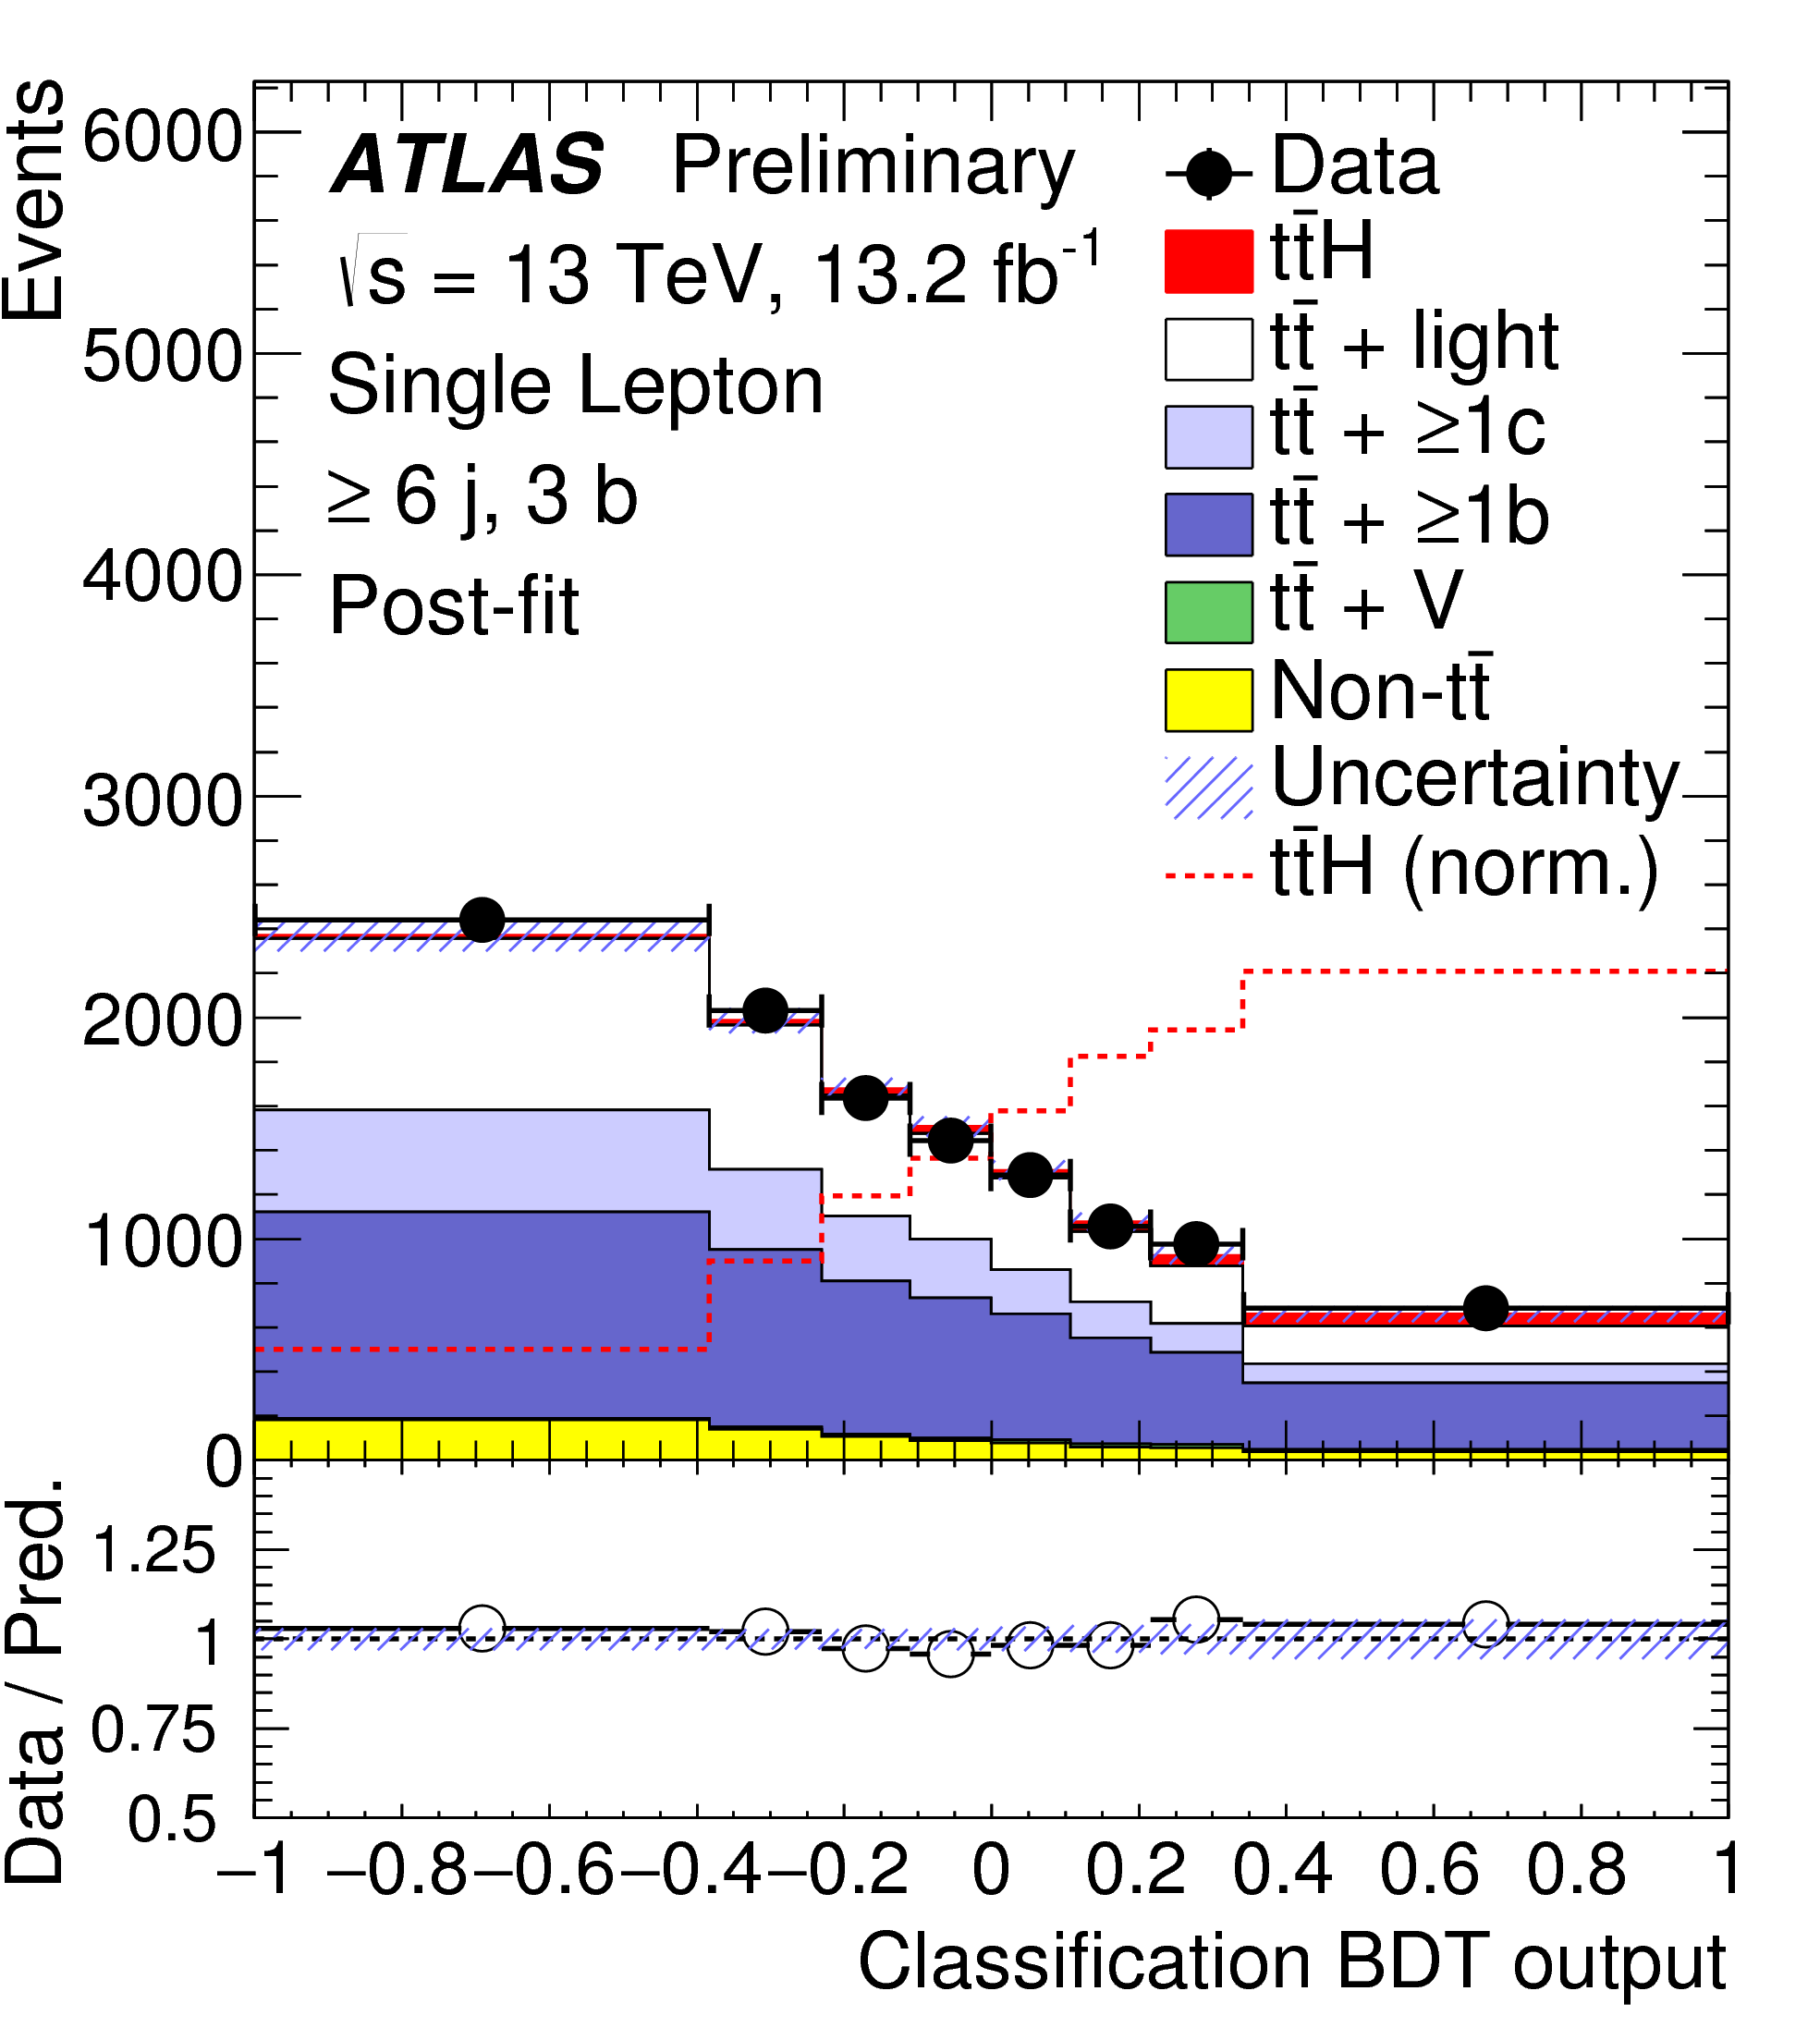 Events
6000
5000
4000
3000
2000
1000
0
ATLAS Preliminary
√s = 13 TeV, 13.2 fb⁻¹
Single Lepton
≥ 6 j, 3 b
Post-fit
Data
tt̄H
tt̄ + light
tt̄ + ≥1c
tt̄ + ≥1b
tt̄ + V
Non-tt̄
Uncertainty
tt̄H (norm.)
Data / Pred.
1.25
1
0.75
0.5
−1 −0.8 −0.6 −0.4 −0.2 0 0.2 0.4 0.6 0.8 1
Classification BDT output